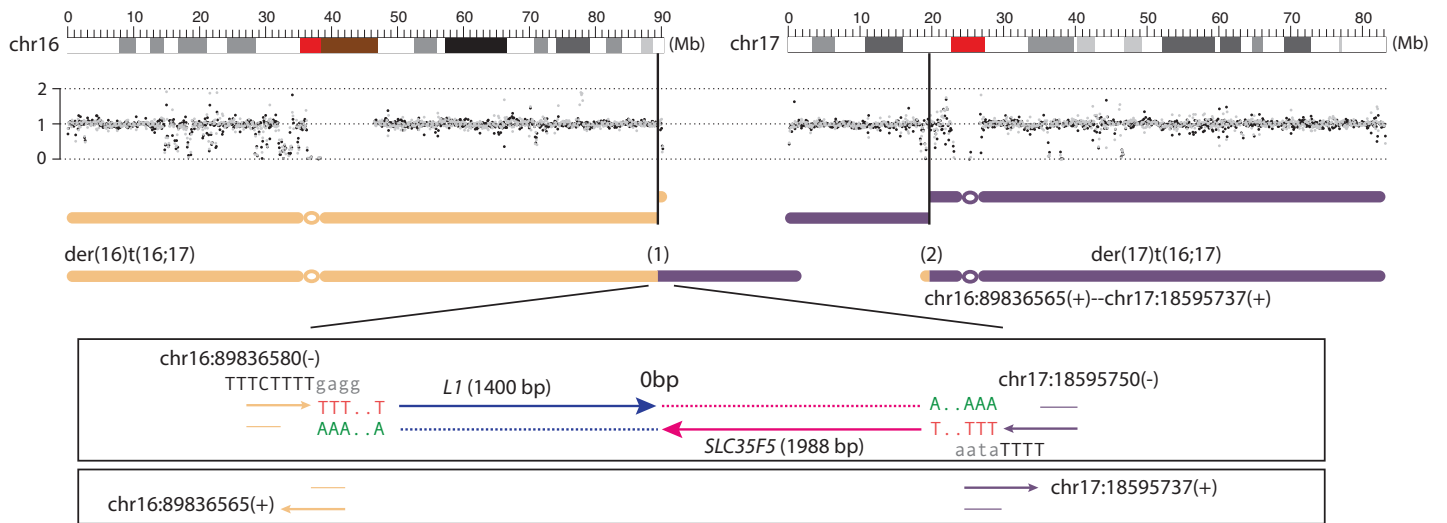 0 10 20 30 40 50 60 70 80 90 0 10 20 30 40 50 60 70 80
chr16 (Mb) chr17 (Mb)
2
1
0
der(16)t(16;17) (1) (2) der(17)t(16;17)
chr16:89836565(+)--chr17:18595737(+)
chr16:89836580(-) 0bp chr17:18595750(-)
TTTCTTTTgagg L1 (1400 bp)
TTT..T A..AAA
AAA..A T..TTT
SLC35F5 (1988 bp) aataTTTT
chr16:89836565(+) chr17:18595737(+)